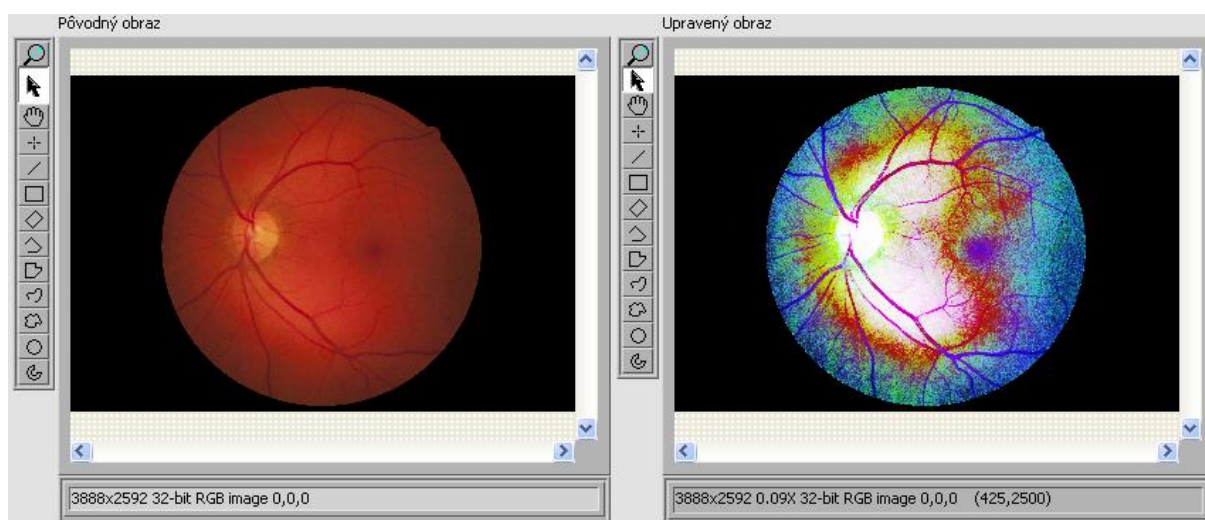 Pôvodný obraz
Upravený obraz
3888x2592 32-bit RGB image 0,0,0
3888x2592 0.09X 32-bit RGB image 0,0,0    (425,2500)